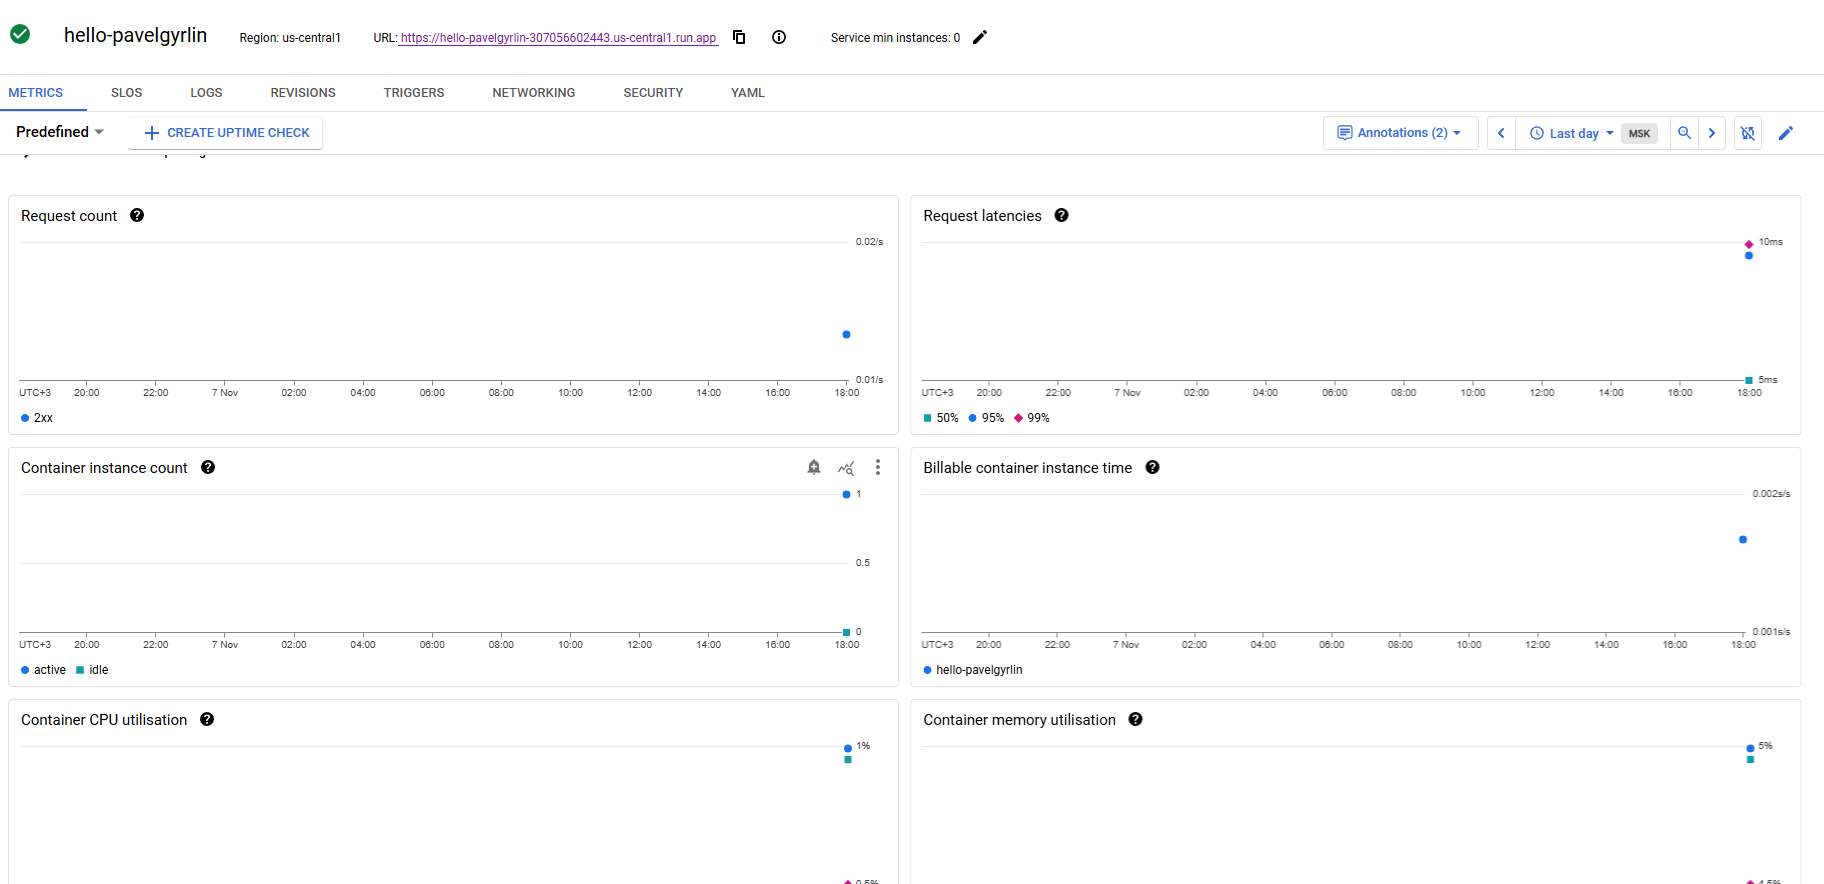 hello-pavelgyrlin Region: us-central1 URL: https://hello-pavelgyrlin-307056602443.us-central1.run.app Service min instances: 0
METRICS SLOS LOGS REVISIONS TRIGGERS NETWORKING SECURITY YAML
Predefined CREATE UPTIME CHECK Annotations (2) Last day MSK
Request count
0.02/s
0.01/s
UTC+3 20:00 22:00 7 Nov 02:00 04:00 06:00 08:00 10:00 12:00 14:00 16:00 18:00
2xx
Request latencies
10ms
5ms
UTC+3 20:00 22:00 7 Nov 02:00 04:00 06:00 08:00 10:00 12:00 14:00 16:00 18:00
50% 95% 99%
Container instance count
1
0.5
0
UTC+3 20:00 22:00 7 Nov 02:00 04:00 06:00 08:00 10:00 12:00 14:00 16:00 18:00
active idle
Billable container instance time
0.002s/s
0.001s/s
UTC+3 20:00 22:00 7 Nov 02:00 04:00 06:00 08:00 10:00 12:00 14:00 16:00 18:00
hello-pavelgyrlin
Container CPU utilisation
1%
0.5%
Container memory utilisation
5%
4.5%